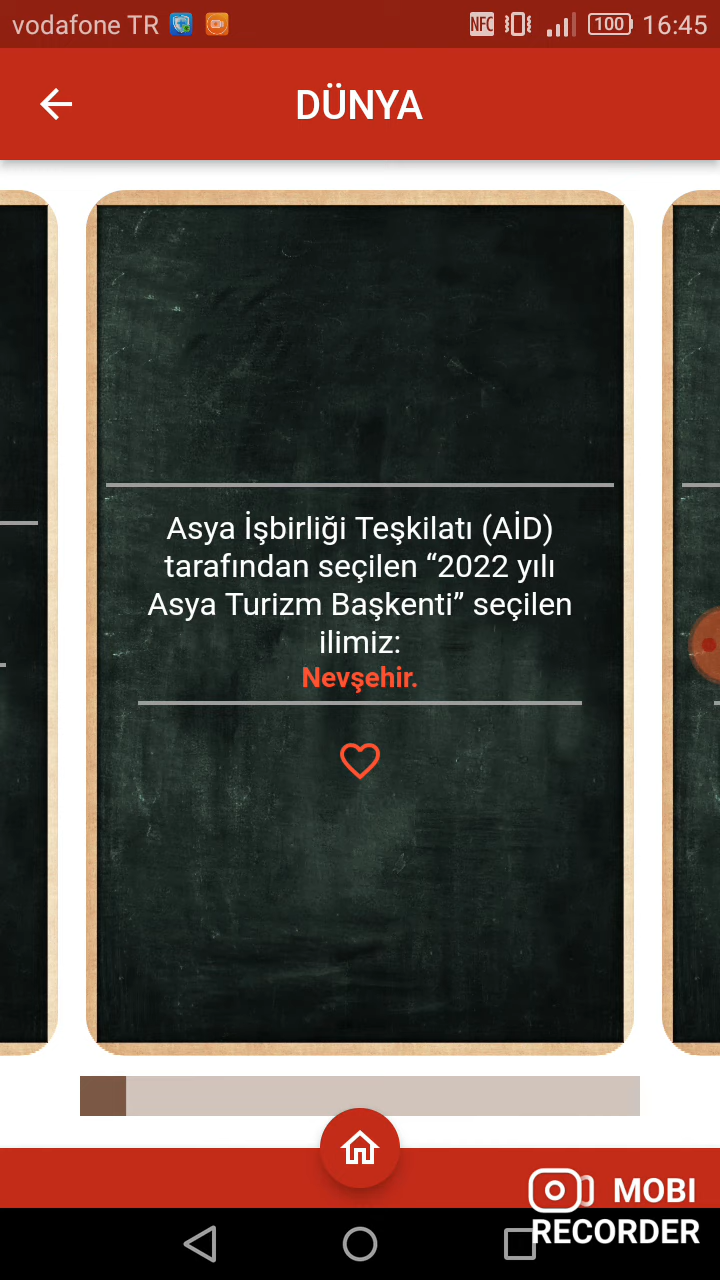 vodafone TR NFC 100 16:45
DÜNYA
Asya İşbirliği Teşkilatı (AİD)
tarafından seçilen “2022 yılı
Asya Turizm Başkenti” seçilen
ilimiz:
Nevşehir.
MOBI
RECORDER